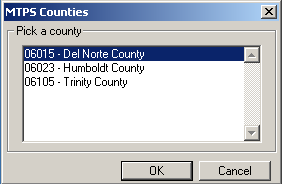 MTPS Counties
Pick a county
06015 - Del Norte County
06023 - Humboldt County
06105 - Trinity County
OK
Cancel